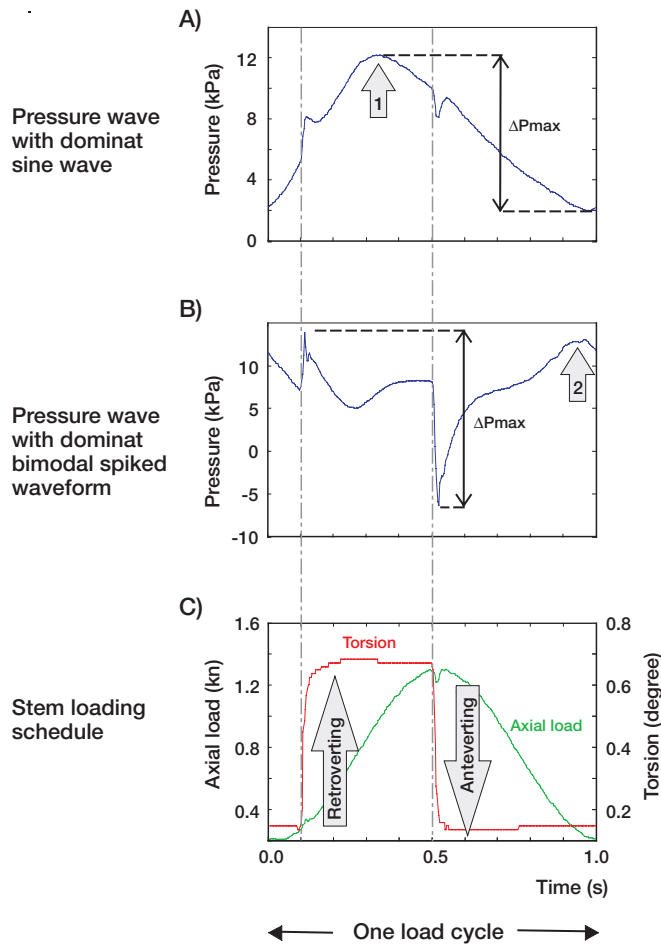 A)
Pressure wave
with dominat
sine wave
Pressure (kPa)
12
8
4
0
1
ΔPmax
B)
Pressure wave
with dominat
bimodal spiked
waveform
Pressure (kPa)
10
5
0
-5
-10
ΔPmax
2
C)
Stem loading
schedule
Axial load (kn)
1.6
1.2
0.8
0.4
Torsion
Retroverting
Anteverting
Axial load
0.8
0.6
0.4
0.2
Torsion (degree)
0.0
0.5
1.0
Time (s)
One load cycle